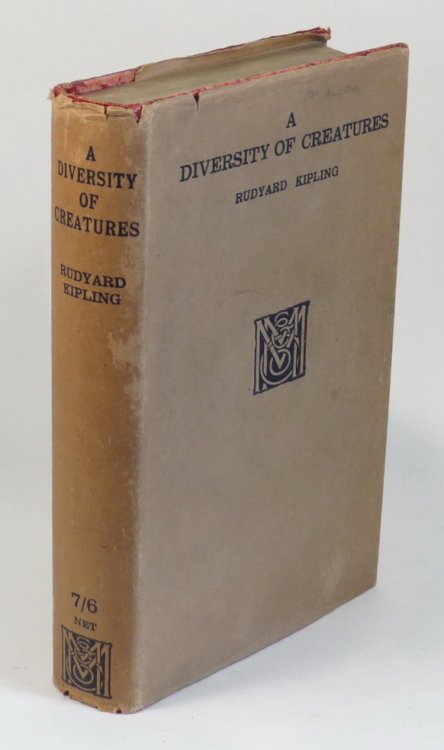 A
DIVERSITY
OF
CREATURES
RUDYARD
KIPLING
7/6
NET
A
DIVERSITY OF CREATURES
RUDYARD KIPLING